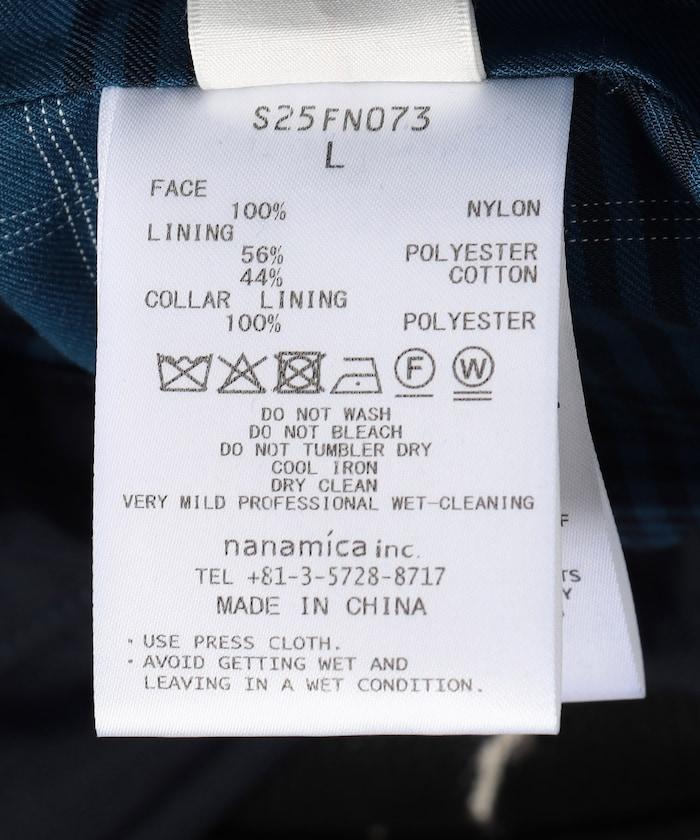 S25FN073
L
FACE
100% NYLON
LINING
56% POLYESTER
44% COTTON
COLLAR LINING
100% POLYESTER
F W
DO NOT WASH
DO NOT BLEACH
DO NOT TUMBLER DRY
COOL IRON
DRY CLEAN
VERY MILD PROFESSIONAL WET-CLEANING
nanamíca inc.
TEL +81-3-5728-8717
MADE IN CHINA
・USE PRESS CLOTH.
・AVOID GETTING WET AND
LEAVING IN A WET CONDITION.